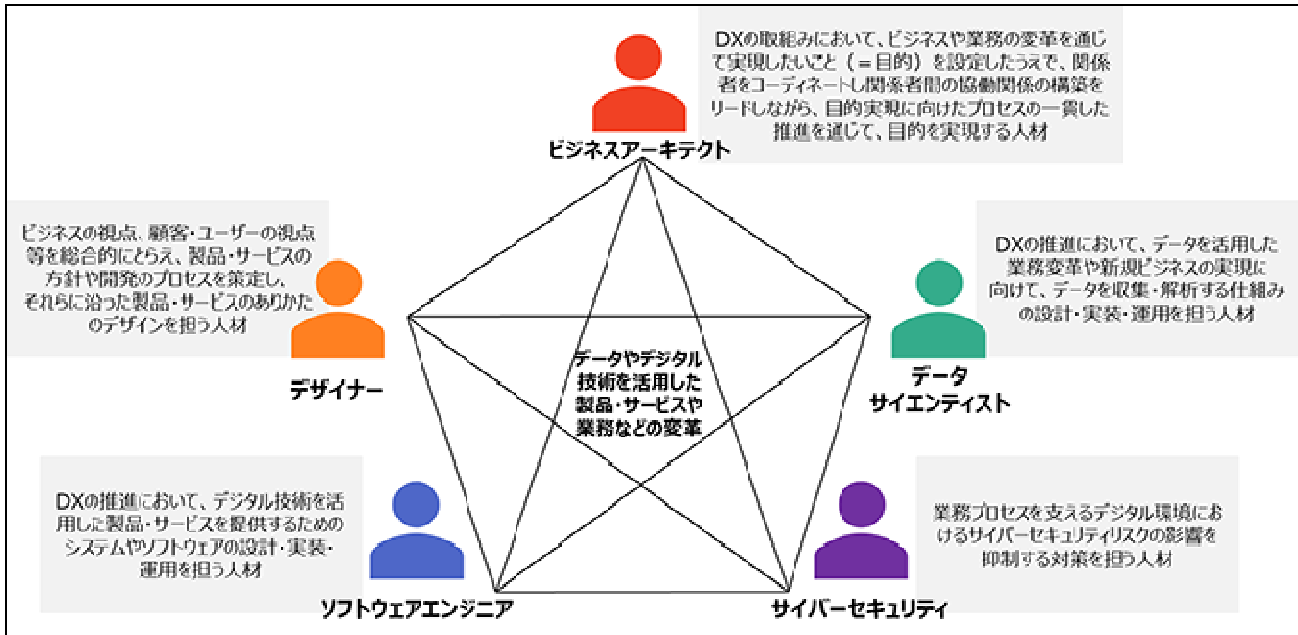 DXの取組みにおいて、ビジネスや業務の変革を通じ
て実現したいこと（＝目的）を設定したうえで、関係
者をコーディネートし関係者間の協働関係の構築を
リードしながら、目的実現に向けたプロセスの一貫した
推進を通じて、目的を実現する人材
ビジネスアーキテクト
ビジネスの視点、顧客・ユーザーの視点
等を総合的にとらえ、製品・サービスの
方針や開発のプロセスを策定し、
それらに沿った製品・サービスのありかた
のデザインを担う人材
デザイナー
DXの推進において、データを活用した
業務変革や新規ビジネスの実現に
向けて、データを収集・解析する仕組み
の設計・実装・運用を担う人材
データ
サイエンティスト
データやデジタル
技術を活用した
製品・サービスや
業務などの変革
DXの推進において、デジタル技術を活
用した製品・サービスを提供するための
システムやソフトウェアの設計・実装・
運用を担う人材
ソフトウェアエンジニア
業務プロセスを支えるデジタル環境にお
けるサイバーセキュリティリスクの影響を
抑制する対策を担う人材
サイバーセキュリティ